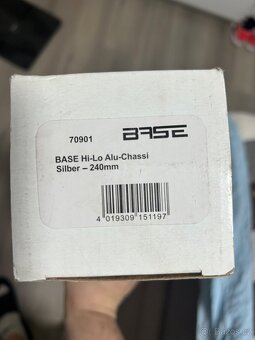 70901 BASE
BASE Hi-Lo Alu-Chassi
Silber – 240mm
4 019309 151197